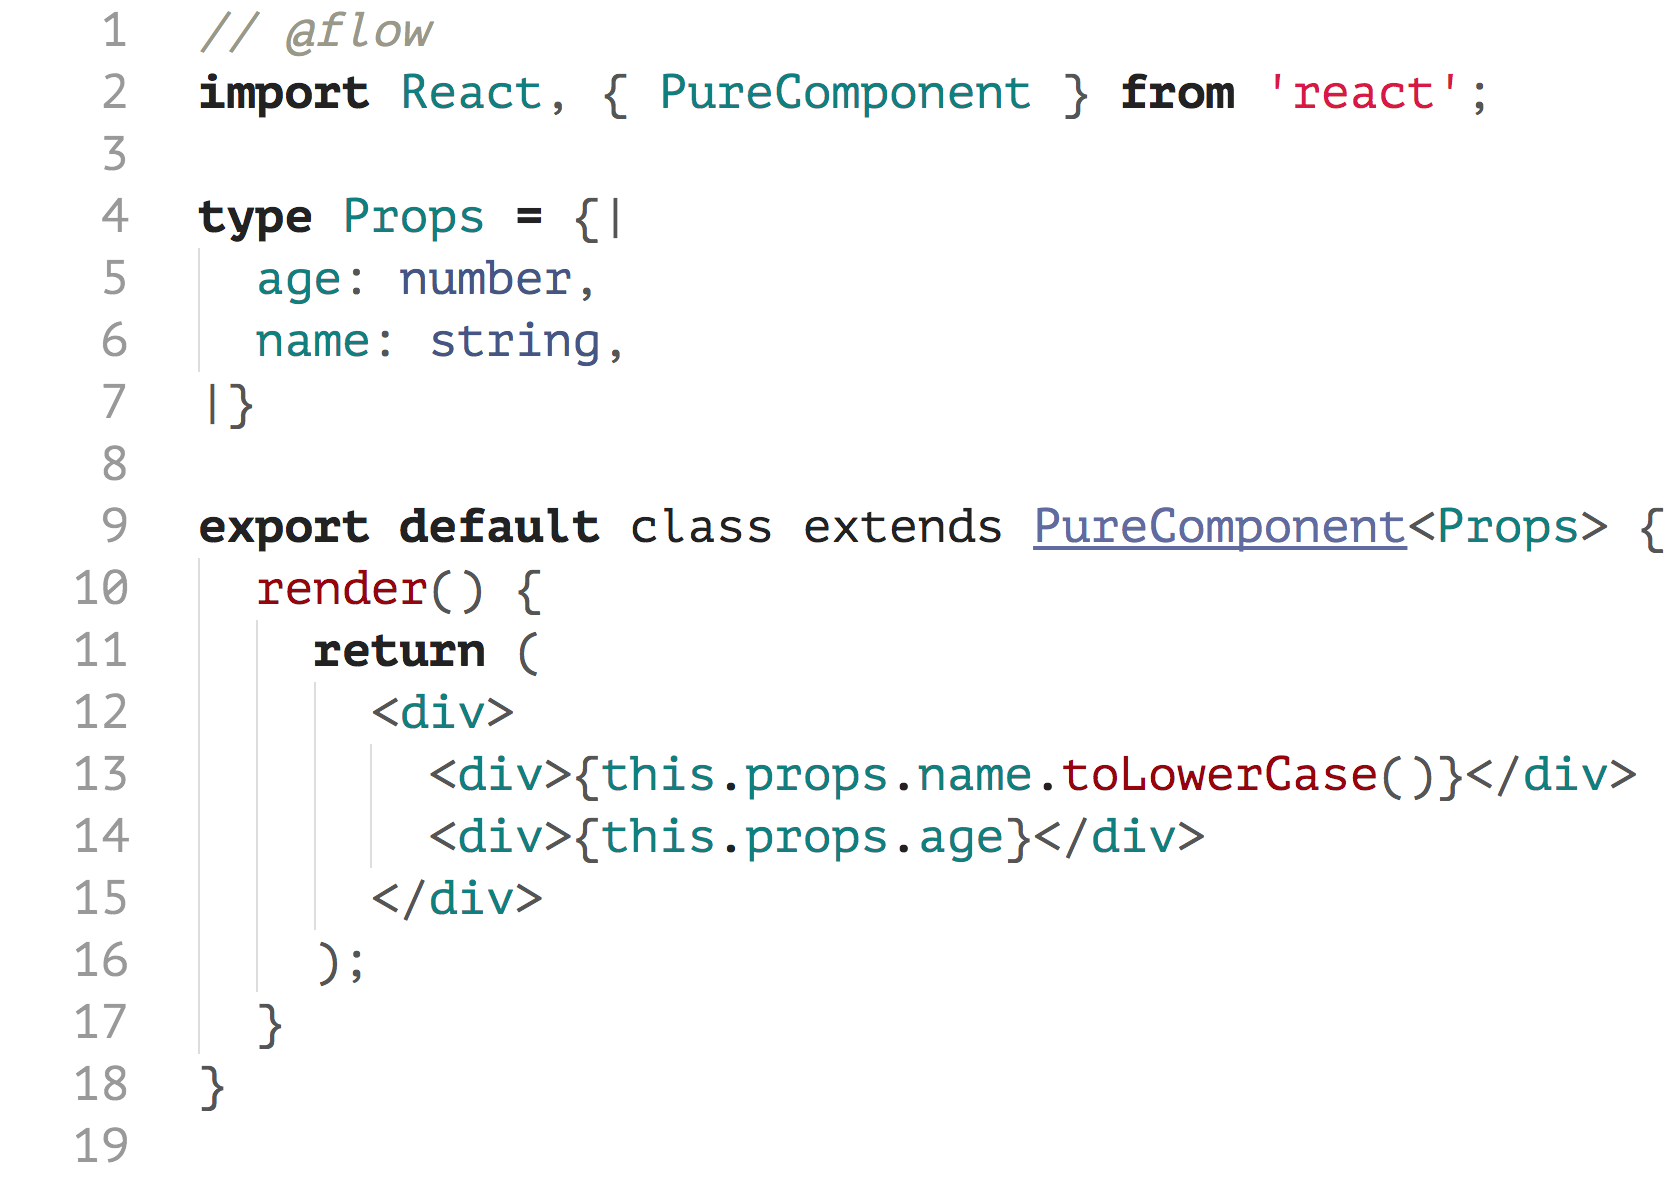 1 // @flow
2 import React, { PureComponent } from 'react';
3
4 type Props = {|
5   age: number,
6   name: string,
7 |}
8
9 export default class extends PureComponent<Props> {
10   render() {
11     return (
12       <div>
13         <div>{this.props.name.toLowerCase()}</div>
14         <div>{this.props.age}</div>
15       </div>
16     );
17   }
18 }
19